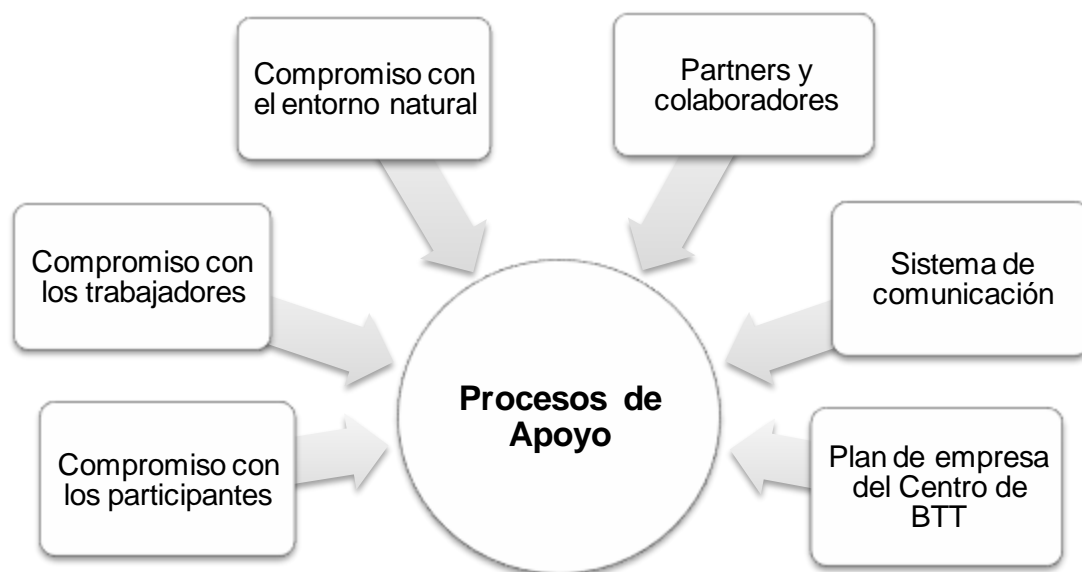 Compromiso con
el entorno natural
Partners y
colaboradores
Compromiso con
los trabajadores
Sistema de
comunicación
Procesos de
Apoyo
Compromiso con
los participantes
Plan de empresa
del Centro de
BTT